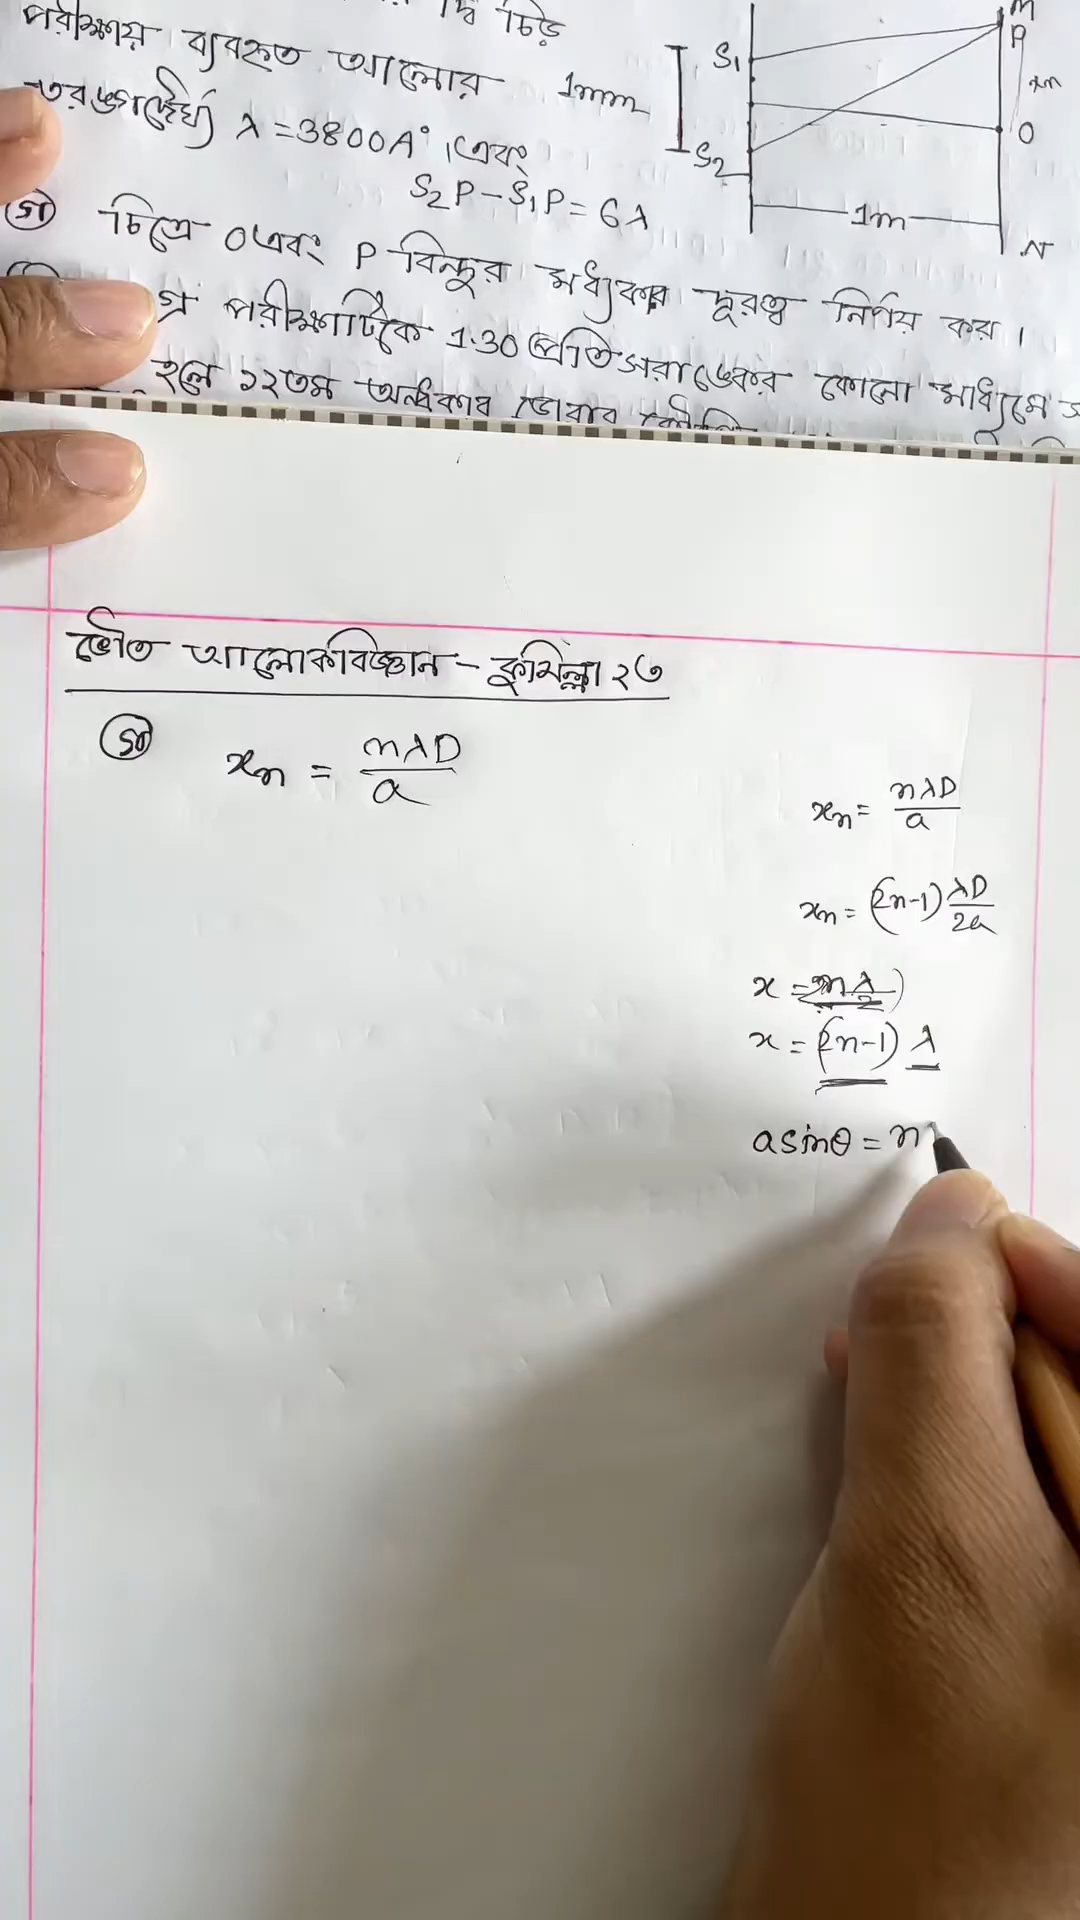 দ্বি চিড়
পরীক্ষায় ব্যবহৃত আলোর
তরঙ্গদৈর্ঘ্য λ = 3800A° , এবং
S₂P - S₁P = 6λ
1mm
S₁
S₂
1m
M
P
xn
O
N
গ) চিত্রে O এবং P বিন্দুর মধ্যকার দূরত্ব নির্ণয় কর।
পরীক্ষাটিকে 1.30 প্রতিসরাঙ্কের কোনো মাধ্যমে
হলে ১২তম অন্ধকার ডোরার
ভৌত আলোকবিজ্ঞান - কুমিল্লা ২৩
গ) xn = nλD/a
xn = nλD/a
xn = (2n-1) λD/2a
x = (2n-1) λ
a sinθ = n